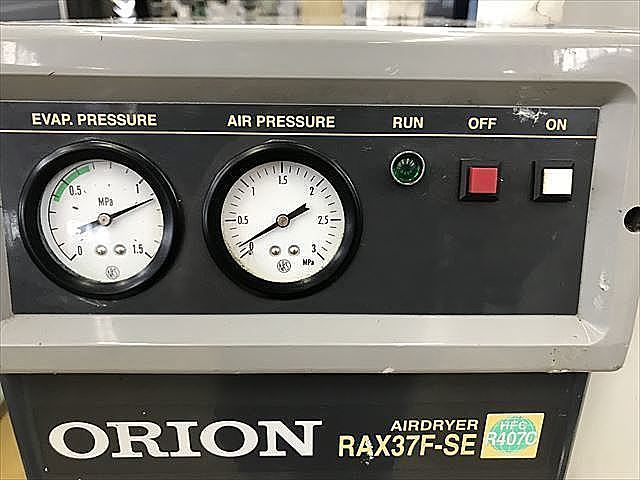 EVAP. PRESSURE
AIR PRESSURE
RUN
OFF
ON
0.5
1
MPa
0
1.5
0
0.5
1
1.5
2
2.5
3
MPa
ORION
AIRDRYER
RAX37F-SE
HFC
R407C